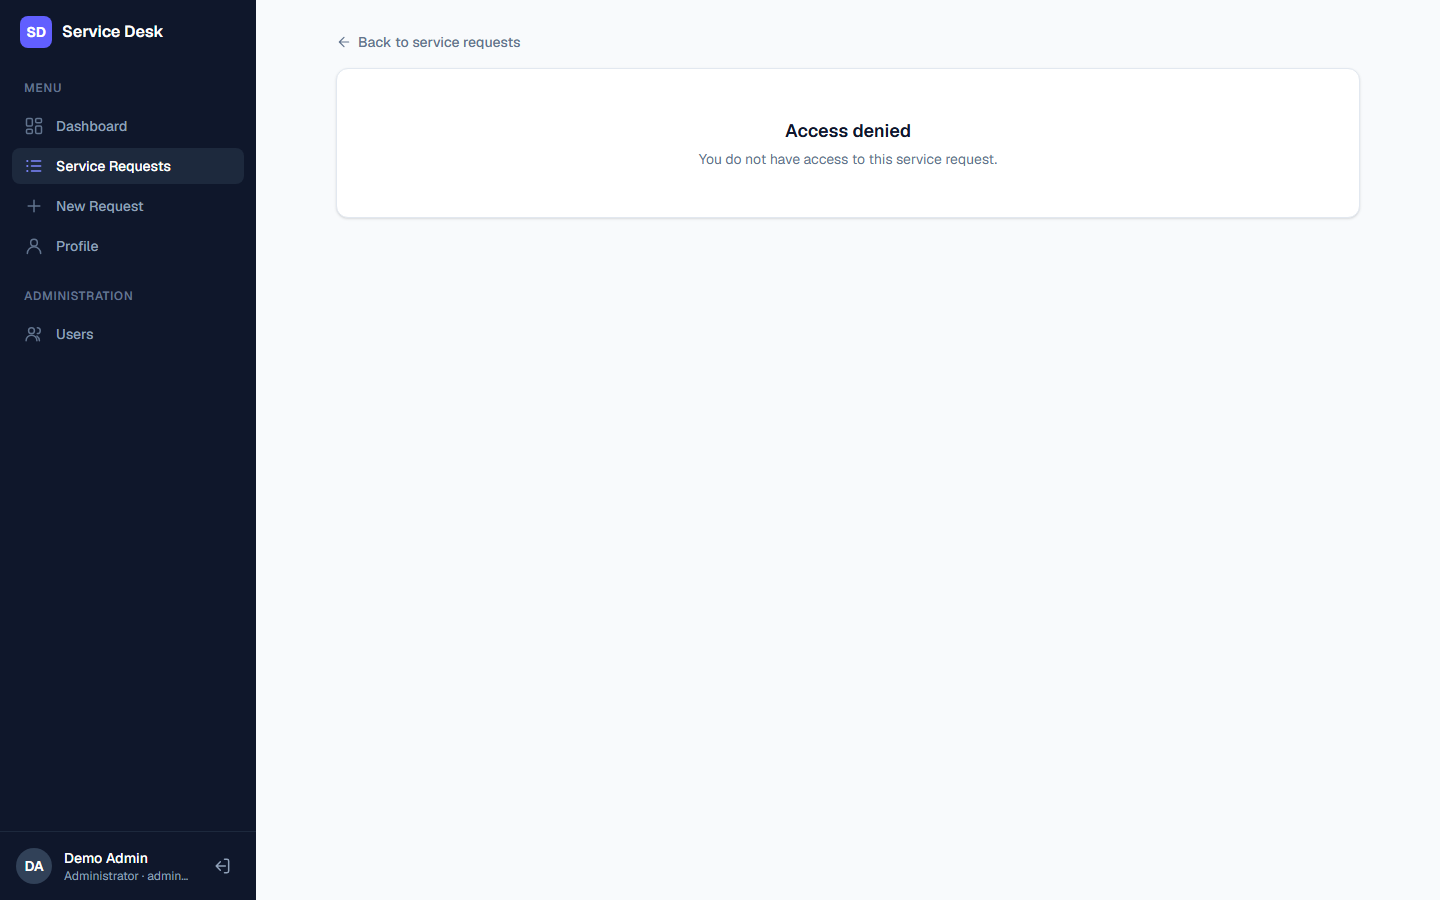 SD Service Desk
MENU
Dashboard
Service Requests
New Request
Profile
ADMINISTRATION
Users
DA
Demo Admin
Administrator · admin...
Back to service requests
Access denied
You do not have access to this service request.